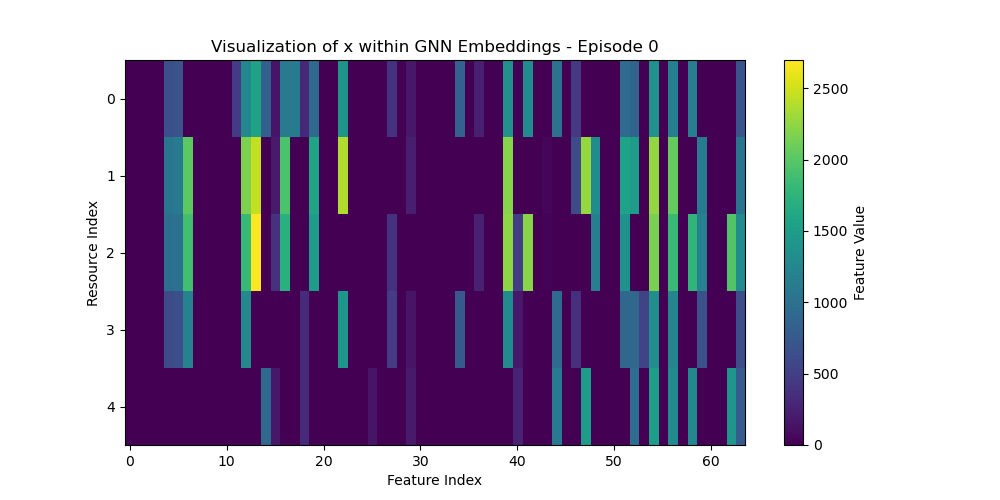 Visualization of x within GNN Embeddings - Episode 0
Resource Index
0
1
2
3
4
0 10 20 30 40 50 60
Feature Index
2500
2000
1500
1000
500
0
Feature Value